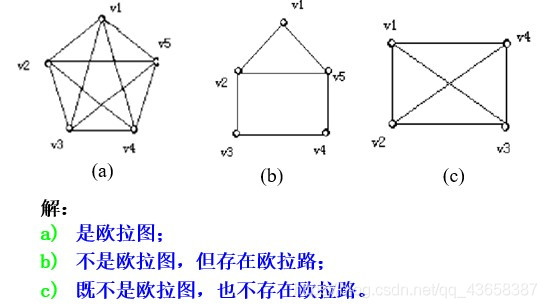 v1
v5
v2
v3
v4
(a)
v1
v2
v5
v3
v4
(b)
v1
v4
v2
v3
(c)
解:
a) 是欧拉图;
b) 不是欧拉图，但存在欧拉路;
c) 既不是欧拉图，也不存在欧拉路。
csdn.net/qq_43658387